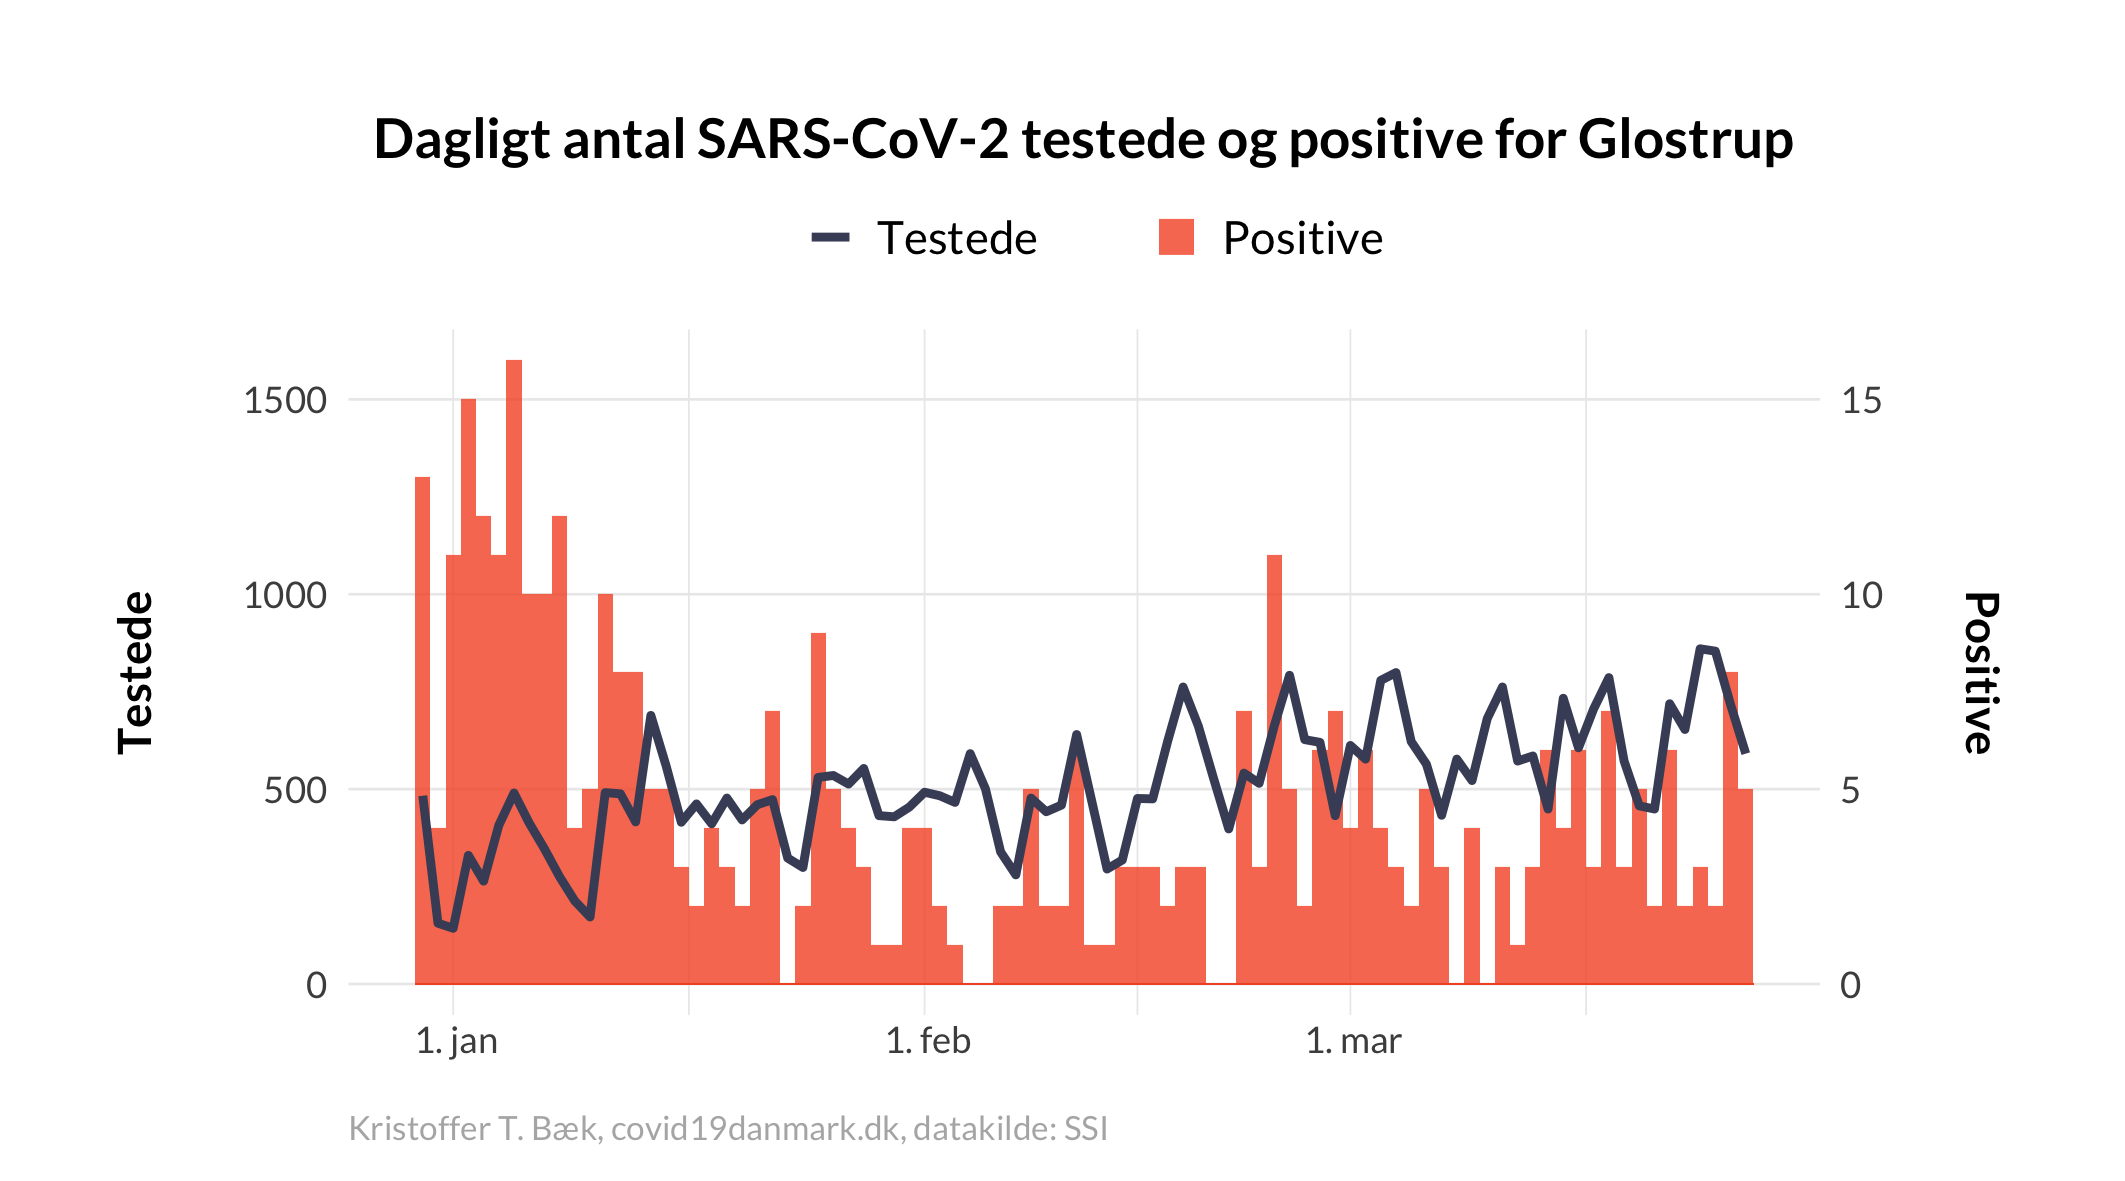 Dagligt antal SARS-CoV-2 testede og positive for Glostrup
Testede
Positive
1500
1000
500
0
15
10
5
0
Testede
Positive
1. jan
1. feb
1. mar
Kristoffer T. Bæk, covid19danmark.dk, datakilde: SSI